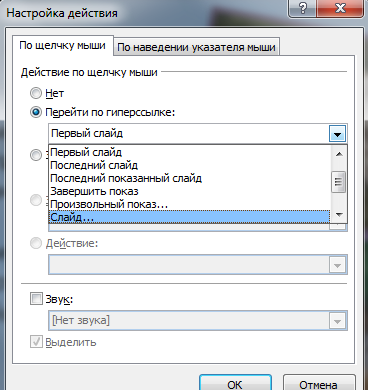 Настройка действия
По щелчку мыши
По наведении указателя мыши
Действие по щелчку мыши
Нет
Перейти по гиперссылке:
Первый слайд
Первый слайд
Последний слайд
Последний показанный слайд
Завершить показ
Произвольный показ...
Слайд...
Действие:
Звук:
[Нет звука]
Выделить
ОК
Отмена